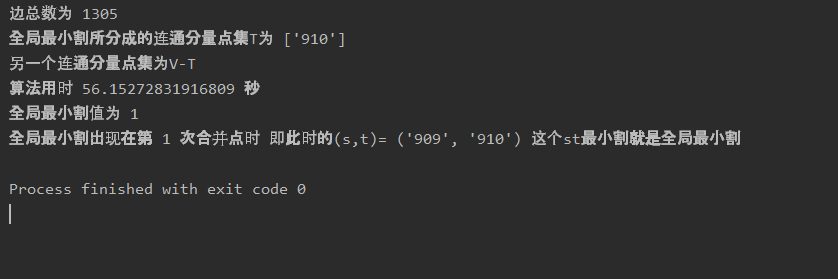 边总数为 1305
全局最小割所分成的连通分量点集T为 ['910']
另一个连通分量点集为V-T
算法用时 56.15272831916809 秒
全局最小割值为 1
全局最小割出现在第 1 次合并点时 即此时的(s,t)= ('909', '910') 这个st最小割就是全局最小割
Process finished with exit code 0